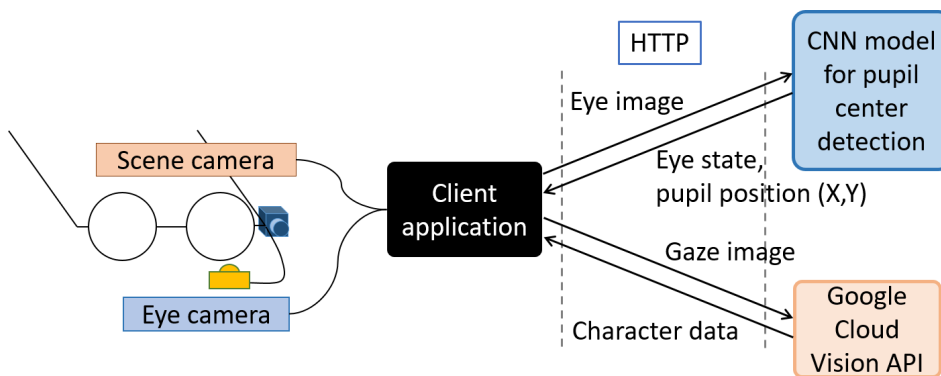 HTTP
CNN model
for pupil
center
detection
Eye image
Scene camera
Eye state,
pupil position (X,Y)
Client
application
Gaze image
Eye camera
Character data
Google
Cloud
Vision API